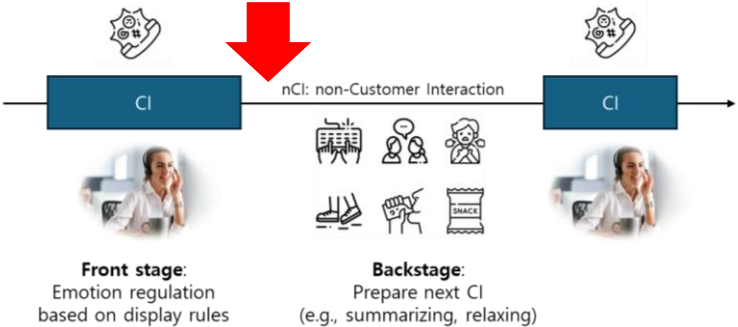 CI
nCI: non-Customer Interaction
CI
SNACK
Front stage:
Emotion regulation
based on display rules
Backstage:
Prepare next CI
(e.g., summarizing, relaxing)